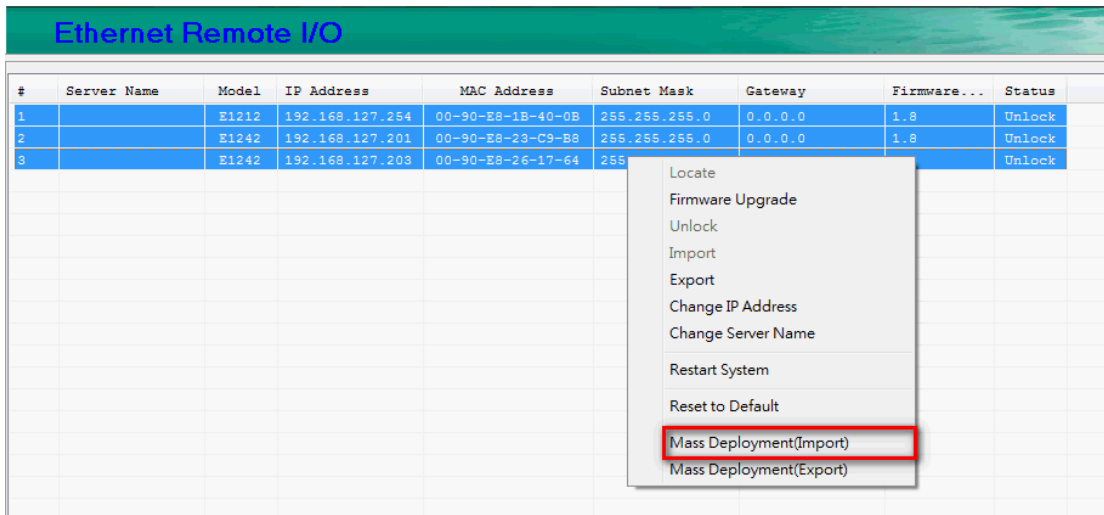 Ethernet Remote I/O
# Server Name Model IP Address MAC Address Subnet Mask Gateway Firmware... Status
1 E1212 192.168.127.254 00-90-E8-1B-40-0B 255.255.255.0 0.0.0.0 1.8 Unlock
2 E1242 192.168.127.201 00-90-E8-23-C9-B8 255.255.255.0 0.0.0.0 1.8 Unlock
3 E1242 192.168.127.203 00-90-E8-26-17-64 255 Unlock
Locate
Firmware Upgrade
Unlock
Import
Export
Change IP Address
Change Server Name
Restart System
Reset to Default
Mass Deployment(Import)
Mass Deployment(Export)